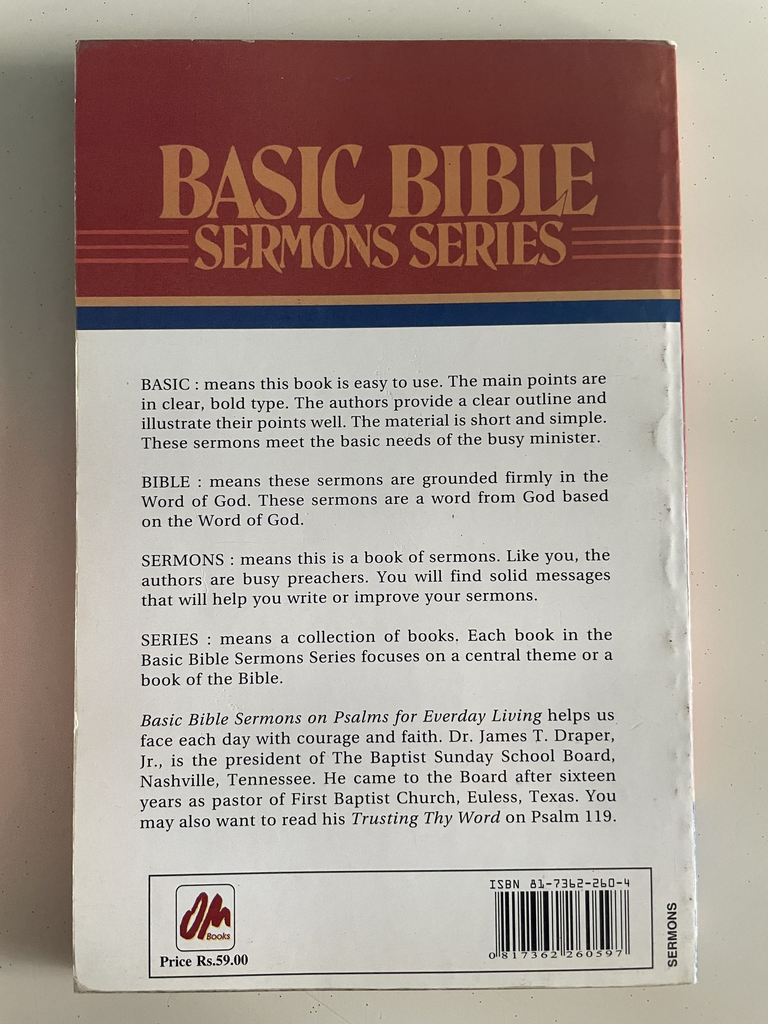 BASIC BIBLE
SERMONS SERIES
BASIC : means this book is easy to use. The main points are
in clear, bold type. The authors provide a clear outline and
illustrate their points well. The material is short and simple.
These sermons meet the basic needs of the busy minister.
BIBLE : means these sermons are grounded firmly in the
Word of God. These sermons are a word from God based
on the Word of God.
SERMONS : means this is a book of sermons. Like you, the
authors are busy preachers. You will find solid messages
that will help you write or improve your sermons.
SERIES : means a collection of books. Each book in the
Basic Bible Sermons Series focuses on a central theme or a
book of the Bible.
Basic Bible Sermons on Psalms for Everday Living helps us
face each day with courage and faith. Dr. James T. Draper,
Jr., is the president of The Baptist Sunday School Board,
Nashville, Tennessee. He came to the Board after sixteen
years as pastor of First Baptist Church, Euless, Texas. You
may also want to read his Trusting Thy Word on Psalm 119.
OM
Books
Price Rs.59.00
ISBN 81-7362-260-4
0 817362 260597
SERMONS